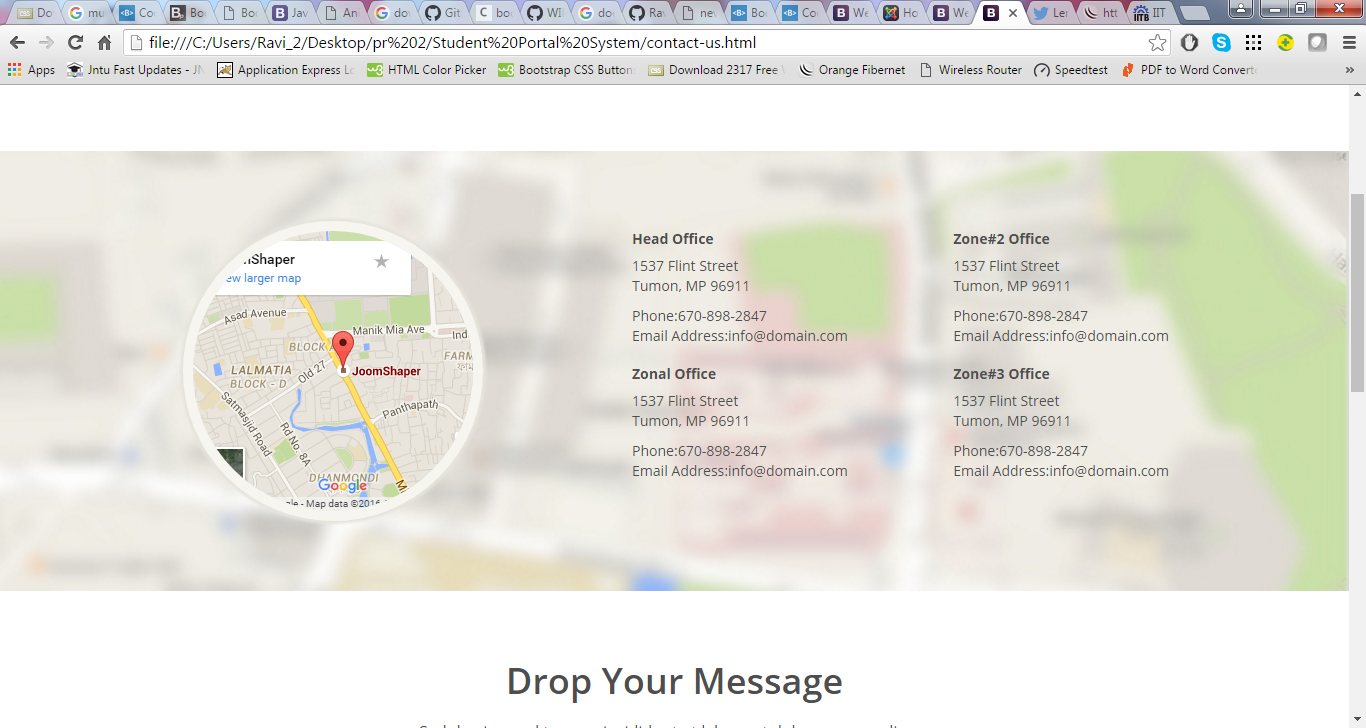 Do
mu
Co
Bo
Bo
Jav
An
do
Git
bo
WI
do
Ra
ne
Bo
Co
We
Ho
We
Le
htt
IIT
file:///C:/Users/Ravi_2/Desktop/pr%202/Student%20Portal%20System/contact-us.html
Apps
Jntu Fast Updates - JN
Application Express Lo
HTML Color Picker
Bootstrap CSS Button
Download 2317 Free
Orange Fibernet
Wireless Router
Speedtest
PDF to Word Convert
mShaper
ew larger map
Asad Avenue
Manik Mia Ave
Ind
BLOCK
FARM
LALMATIA
BLOCK - D
Old 27
JoomShaper
Satmasjid Road
Panthapath
Rd No. 8A
DHANMONDI
Google
Mi
gle - Map data ©2016
Head Office
1537 Flint Street
Tumon, MP 96911
Phone:670-898-2847
Email Address:info@domain.com
Zonal Office
1537 Flint Street
Tumon, MP 96911
Phone:670-898-2847
Email Address:info@domain.com
Zone#2 Office
1537 Flint Street
Tumon, MP 96911
Phone:670-898-2847
Email Address:info@domain.com
Zone#3 Office
1537 Flint Street
Tumon, MP 96911
Phone:670-898-2847
Email Address:info@domain.com
Drop Your Message